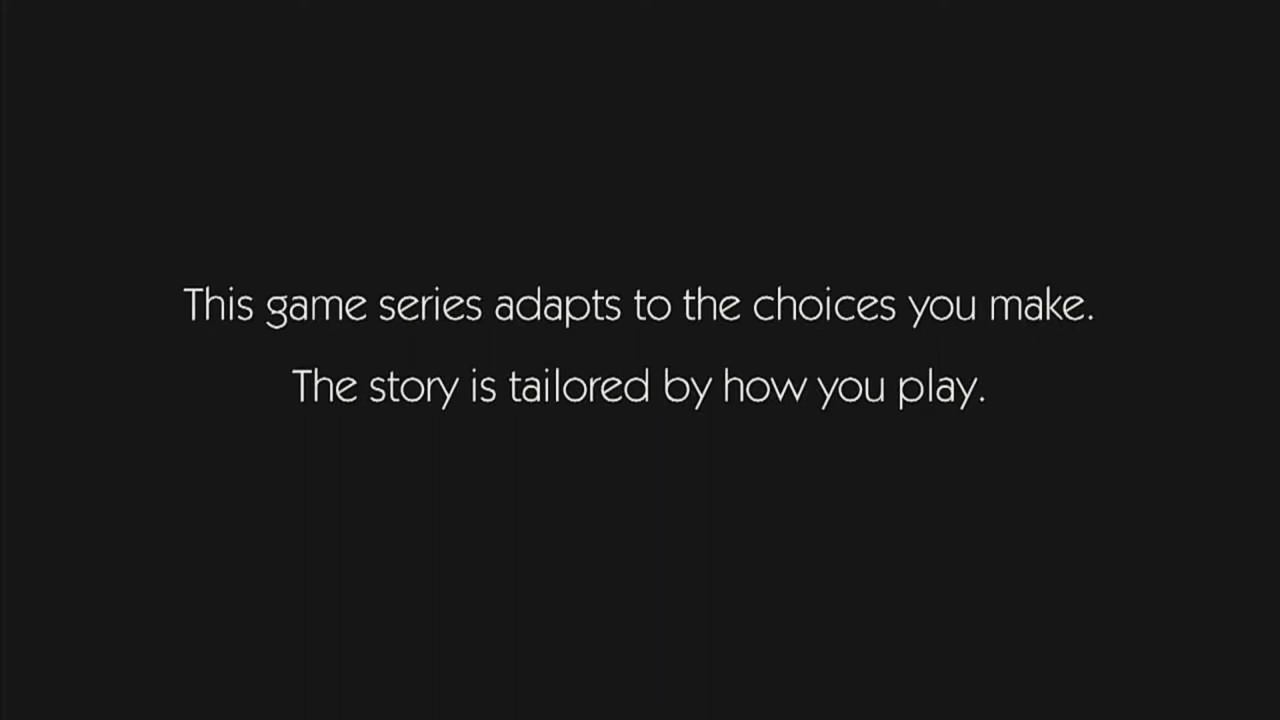 This game series adapts to the choices you make.
The story is tailored by how you play.